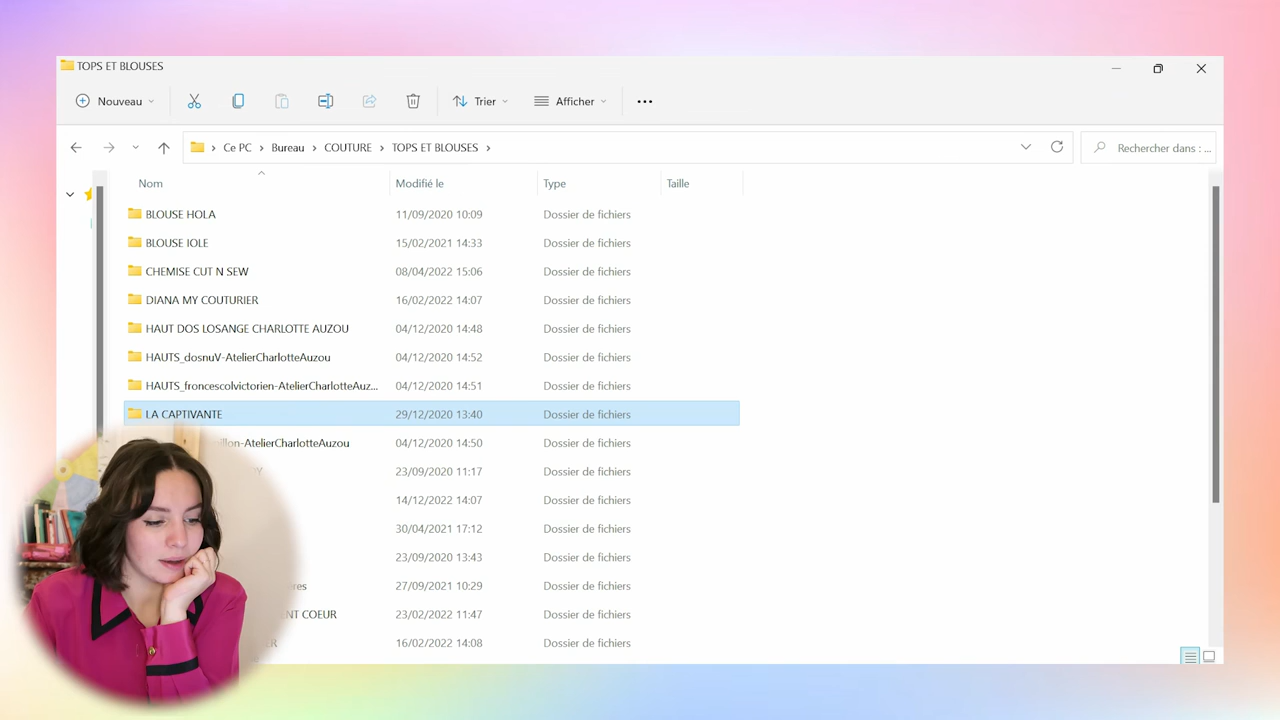 TOPS ET BLOUSES
Nouveau
Trier
Afficher
Ce PC > Bureau > COUTURE > TOPS ET BLOUSES >
Rechercher dans : ...
Nom Modifié le Type Taille
BLOUSE HOLA 11/09/2020 10:09 Dossier de fichiers
BLOUSE IOLE 15/02/2021 14:33 Dossier de fichiers
CHEMISE CUT N SEW 08/04/2022 15:06 Dossier de fichiers
DIANA MY COUTURIER 16/02/2022 14:07 Dossier de fichiers
HAUT DOS LOSANGE CHARLOTTE AUZOU 04/12/2020 14:48 Dossier de fichiers
HAUTS_dosnuV-AtelierCharlotteAuzou 04/12/2020 14:52 Dossier de fichiers
HAUTS_froncescolvictorien-AtelierCharlotteAuz... 04/12/2020 14:51 Dossier de fichiers
LA CAPTIVANTE 29/12/2020 13:40 Dossier de fichiers
illon-AtelierCharlotteAuzou 04/12/2020 14:50 Dossier de fichiers
23/09/2020 11:17 Dossier de fichiers
14/12/2022 14:07 Dossier de fichiers
30/04/2021 17:12 Dossier de fichiers
23/09/2020 13:43 Dossier de fichiers
res 27/09/2021 10:29 Dossier de fichiers
ENT COEUR 23/02/2022 11:47 Dossier de fichiers
ER 16/02/2022 14:08 Dossier de fichiers